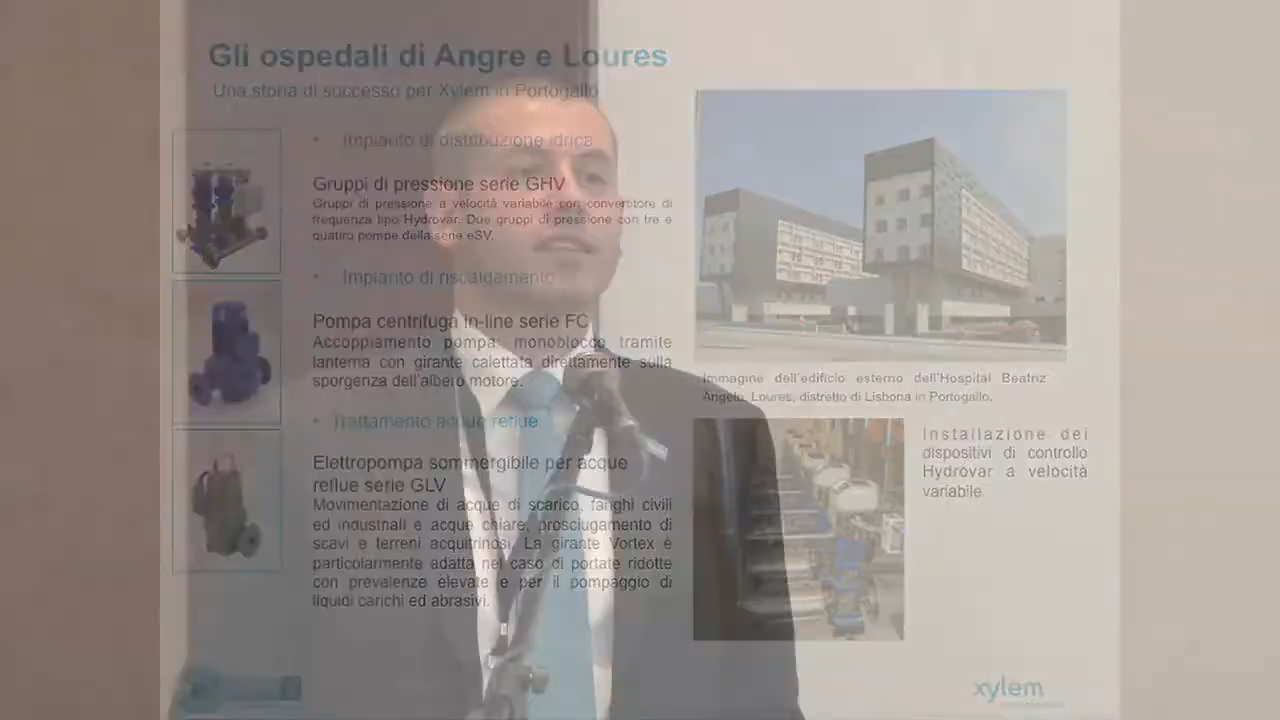 Gli ospedali di Angre e Loures
Una storia di successo per Xylem in Portogallo
• Impianto di distribuzione idrica
Gruppi di pressione serie GHV
Gruppi di pressione a velocità variabile con convertitore di
frequenza tipo Hydrovar. Due gruppi di pressione con tre e
quattro pompe della serie eSV.
• Impianto di riscaldamento
Pompa centrifuga in-line serie FC
Accoppiamento pompa monoblocco tramite
lanterna con girante calettata direttamente sulla
sporgenza dell'albero motore.
• Trattamento acque reflue
Elettropompa sommergibile per acque
reflue serie GLV
Movimentazione di acque di scarico, fanghi civili
ed industriali e acque chiare, prosciugamento di
scavi e terreni acquitrinosi. La girante Vortex è
particolarmente adatta nel caso di portate ridotte
con prevalenze elevate e per il pompaggio di
liquidi carichi ed abrasivi.
Immagine dell'edificio esterno dell'Hospital Beatriz
Angelo, Loures, distretto di Lisbona in Portogallo.
Installazione dei
dispositivi di controllo
Hydrovar a velocità
variabile.
xylem